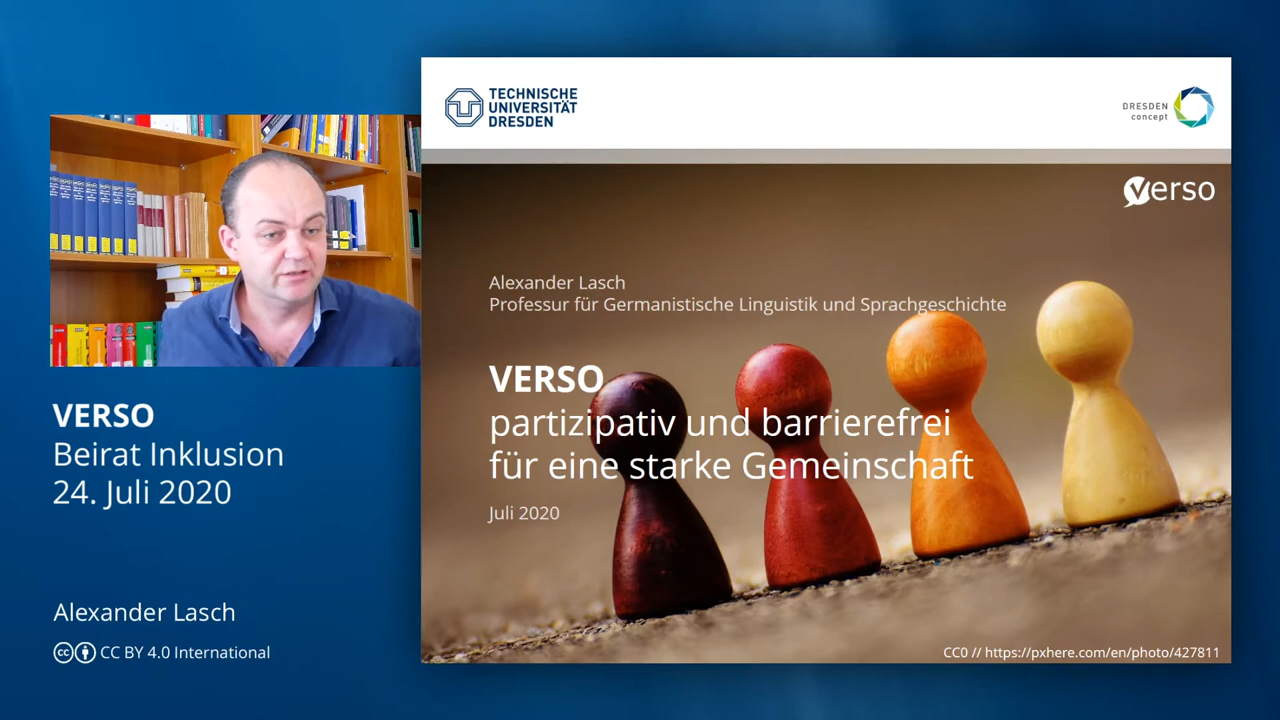 TECHNISCHE
UNIVERSITÄT
DRESDEN
DRESDEN
concept
verso
Alexander Lasch
Professur für Germanistische Linguistik und Sprachgeschichte
VERSO
partizipativ und barrierefrei
für eine starke Gemeinschaft
Juli 2020
CC0 // https://pxhere.com/en/photo/427811
VERSO
Beirat Inklusion
24. Juli 2020
Alexander Lasch
CC BY 4.0 International